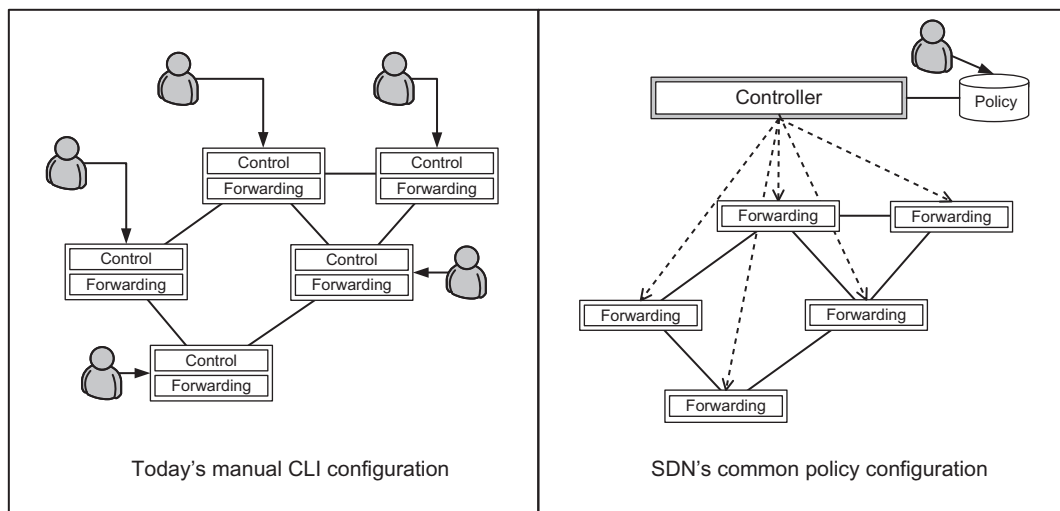 Control
Forwarding
Control
Forwarding
Control
Forwarding
Control
Forwarding
Control
Forwarding
Today's manual CLI configuration
Controller
Policy
Forwarding
Forwarding
Forwarding
Forwarding
Forwarding
SDN's common policy configuration